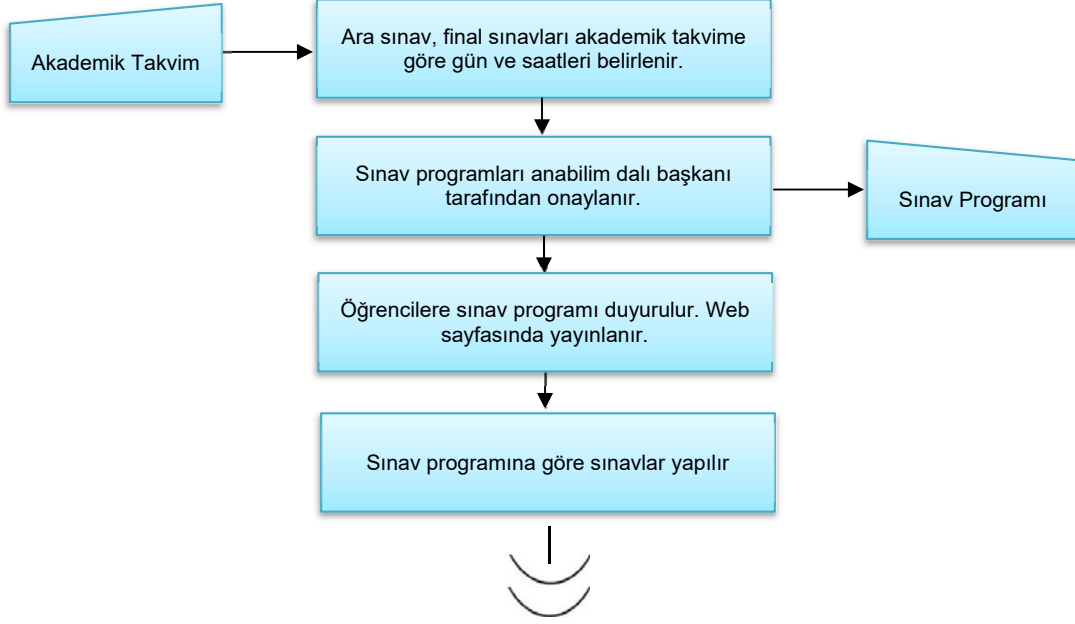 Akademik Takvim
Ara sınav, final sınavları akademik takvime
göre gün ve saatleri belirlenir.
Sınav programları anabilim dalı başkanı
tarafından onaylanır.
Sınav Programı
Öğrencilere sınav programı duyurulur. Web
sayfasında yayınlanır.
Sınav programına göre sınavlar yapılır